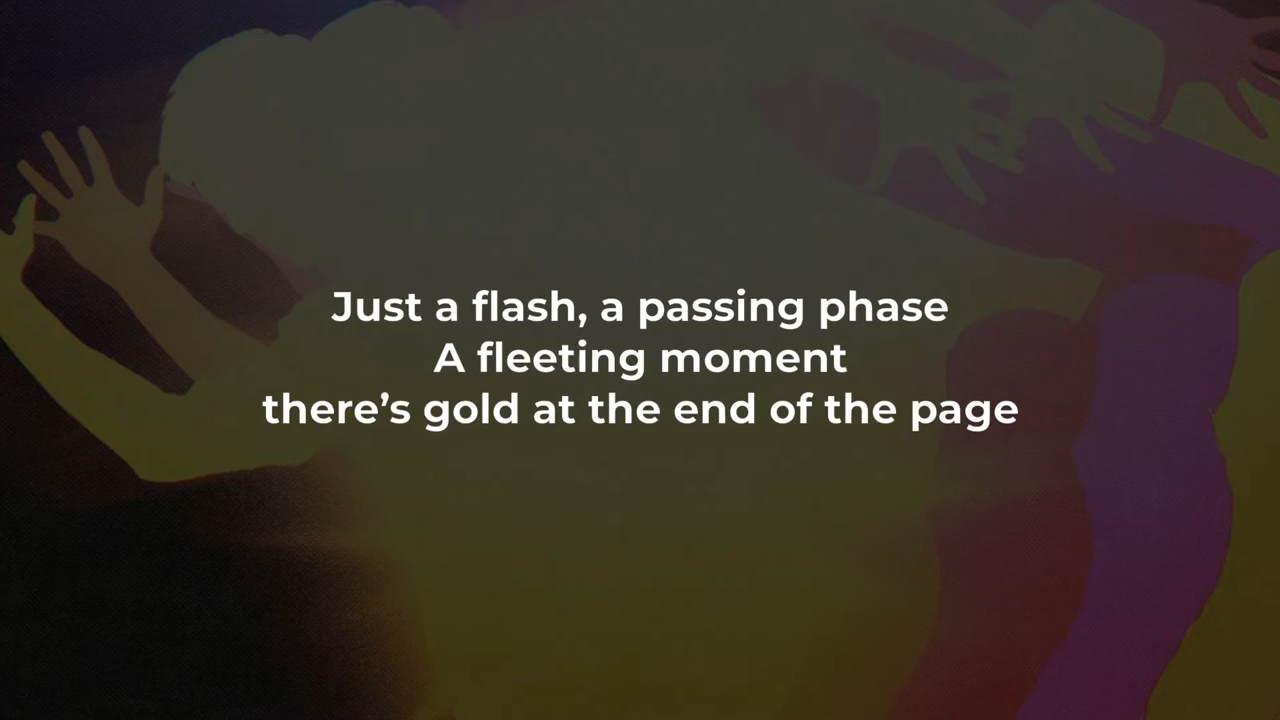 Just a flash, a passing phase
A fleeting moment
there’s gold at the end of the page